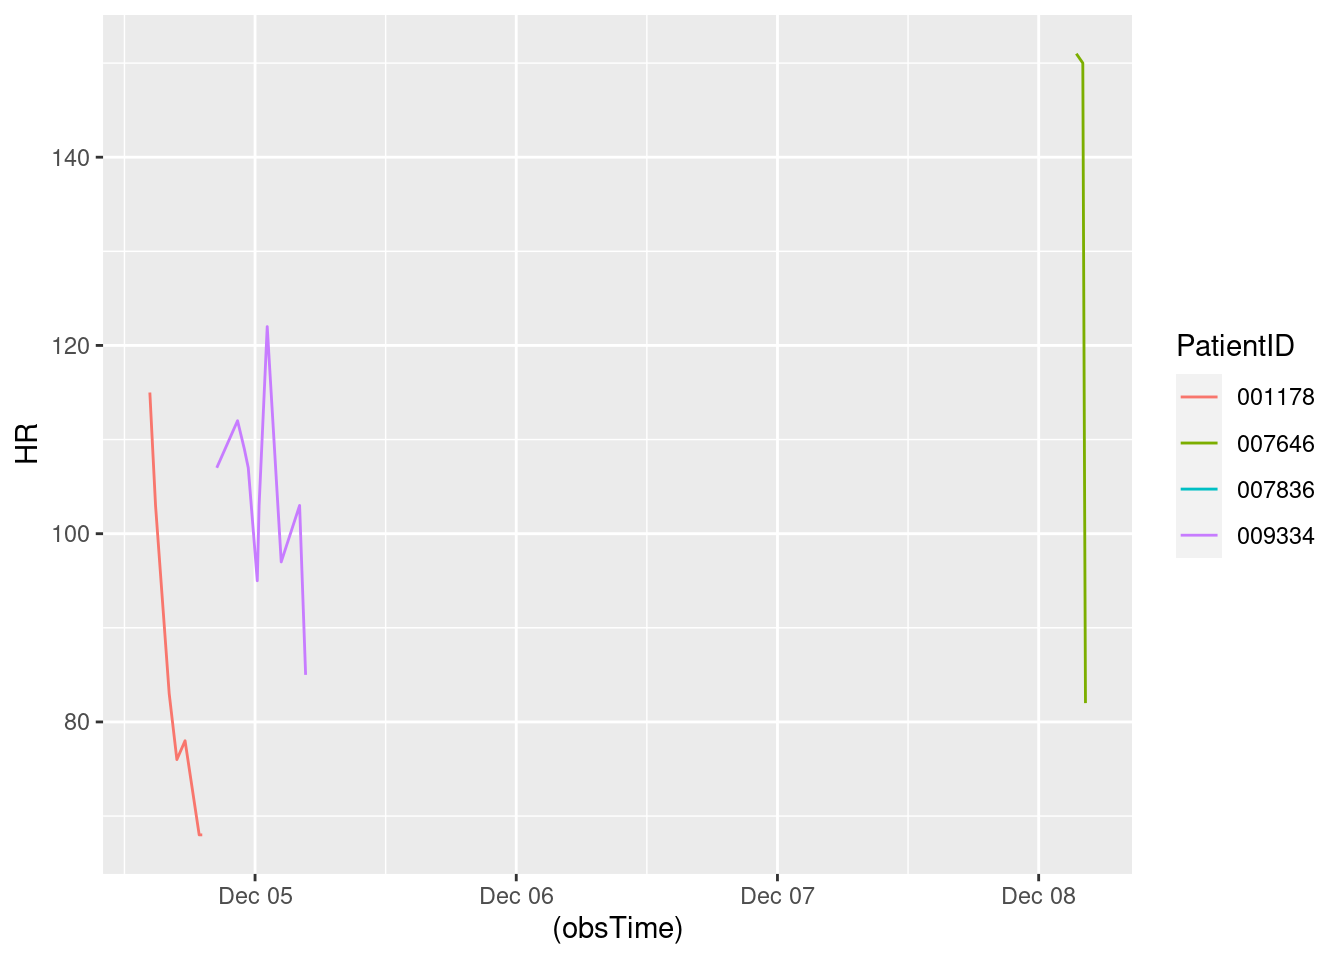 140
120
100
80
HR
Dec 05
Dec 06
Dec 07
Dec 08
(obsTime)
PatientID
001178
007646
007836
009334